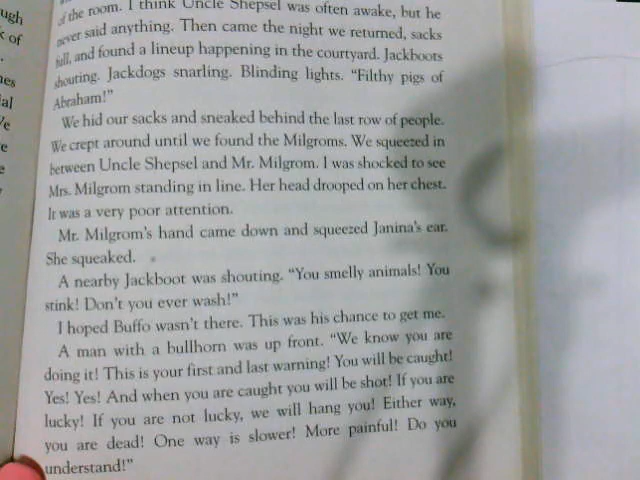 ugh
of
.
nes
ial
e
e
of the room. I think Uncle Shepsel was often awake, but he
never said anything. Then came the night we returned, sacks
full, and found a lineup happening in the courtyard. Jackboots
shouting. Jackdogs snarling. Blinding lights. “Filthy pigs of
Abraham!”
We hid our sacks and sneaked behind the last row of people.
We crept around until we found the Milgroms. We squeezed in
between Uncle Shepsel and Mr. Milgrom. I was shocked to see
Mrs. Milgrom standing in line. Her head drooped on her chest.
It was a very poor attention.
Mr. Milgrom’s hand came down and squeezed Janina’s ear.
She squeaked.
A nearby Jackboot was shouting. “You smelly animals! You
stink! Don’t you ever wash!”
I hoped Buffo wasn’t there. This was his chance to get me.
A man with a bullhorn was up front. “We know you are
doing it! This is your first and last warning! You will be caught!
Yes! Yes! And when you are caught you will be shot! If you are
lucky! If you are not lucky, we will hang you! Either way,
you are dead! One way is slower! More painful! Do you
understand!”